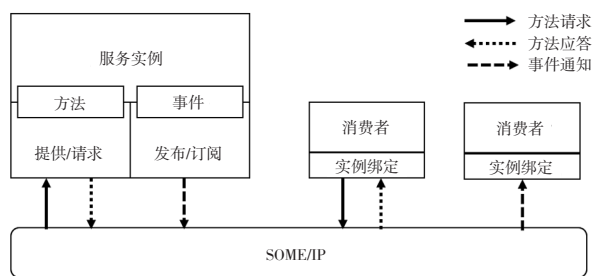 方法请求
方法应答
事件通知
服务实例
方法
事件
提供/请求
发布/订阅
消费者
实例绑定
消费者
实例绑定
SOME/IP